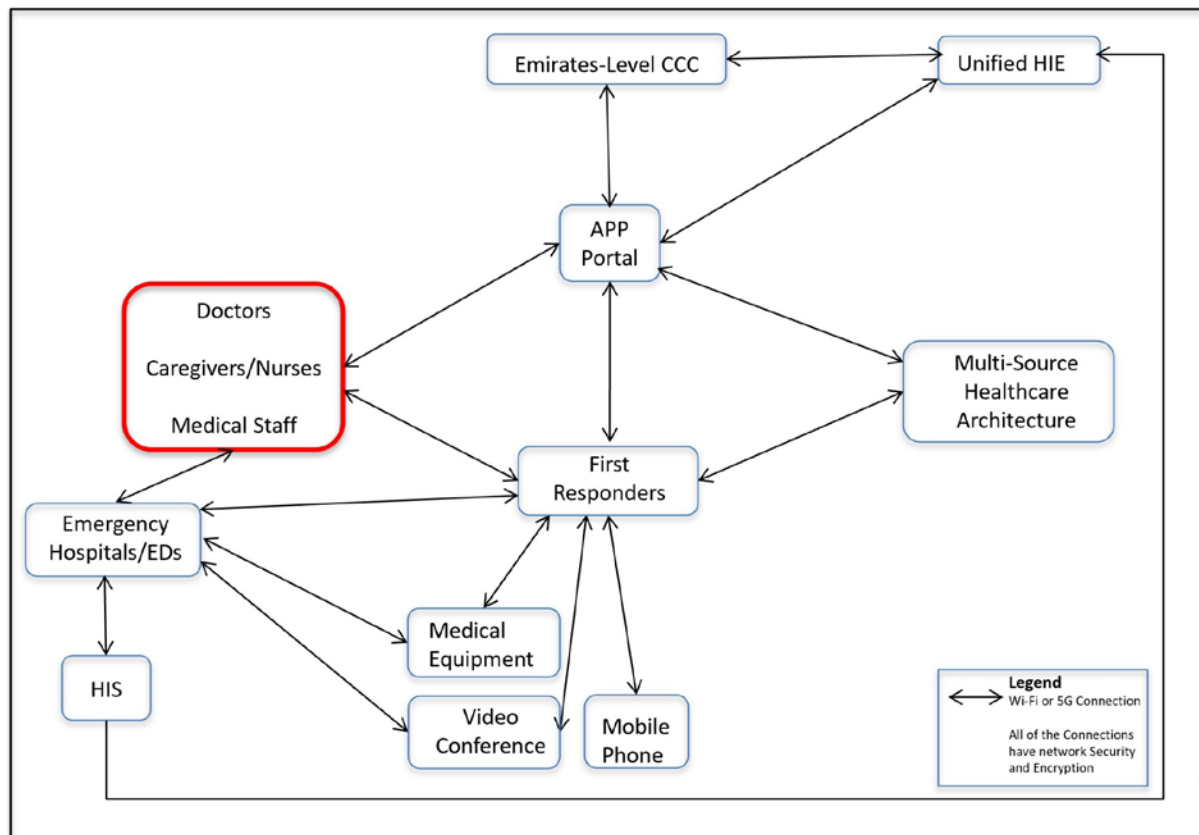 Emirates-Level CCC
Unified HIE
APP
Portal
Doctors
Caregivers/Nurses
Medical Staff
Multi-Source
Healthcare
Architecture
First
Responders
Emergency
Hospitals/EDs
Medical
Equipment
HIS
Video
Conference
Mobile
Phone
Legend
Wi-Fi or 5G Connection
All of the Connections
have network Security
and Encryption